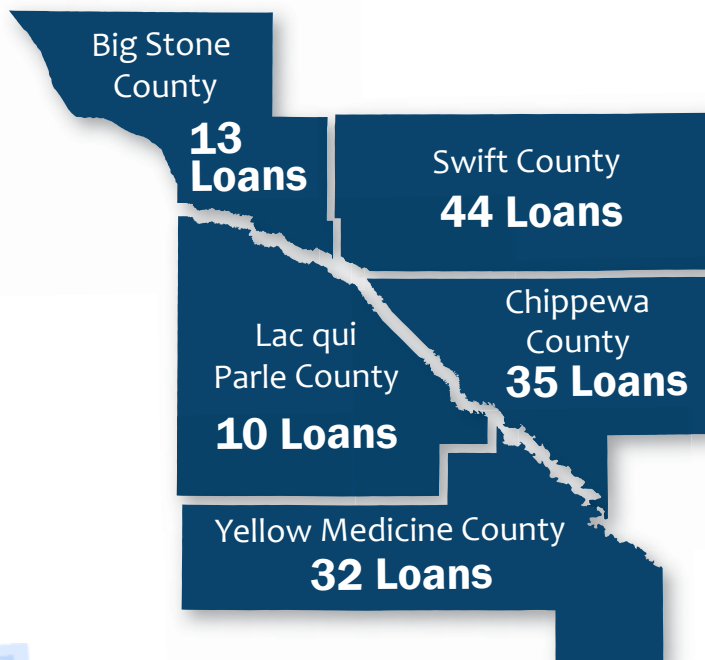 Big Stone
County
13
Loans
Swift County
44 Loans
Chippewa
County
35 Loans
Lac qui
Parle County
10 Loans
Yellow Medicine County
32 Loans